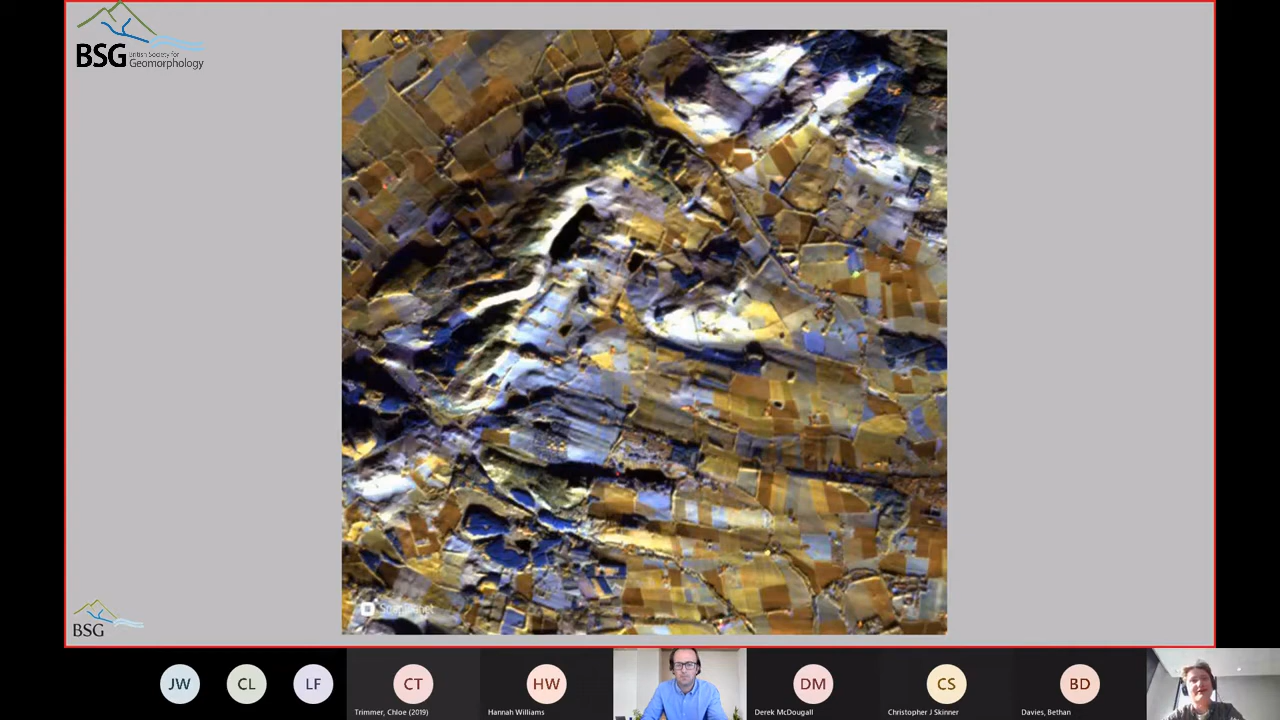 BSG British Society for
Geomorphology
SnapPlanet
BSG
JW
CL
LF
CT
HW
DM
CS
BD
Trimmer, Chloe (2019)
Hannah Williams
Derek McDougall
Christopher J Skinner
Davies, Bethan